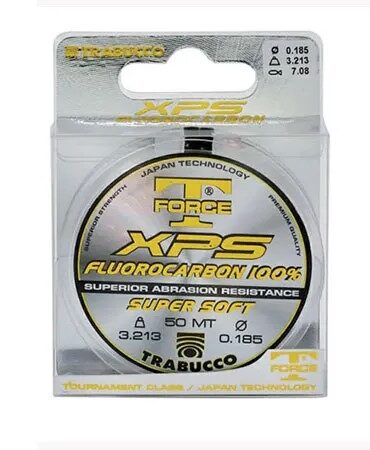 TRABUCCO
Ø 0.185
3.213
7.08
XPS
FLUOROCARBON
JAPAN TECHNOLOGY
SUPERIOR STRENGTH
PREMIUM QUALITY
T ®
FORCE
XPS
FLUOROCARBON 100%
SUPERIOR ABRASION RESISTANCE
SUPER SOFT
50 MT
3.213 Ø 0.185
TRABUCCO
T
FORCE
TOURNAMENT CLASS / JAPAN TECHNOLOGY